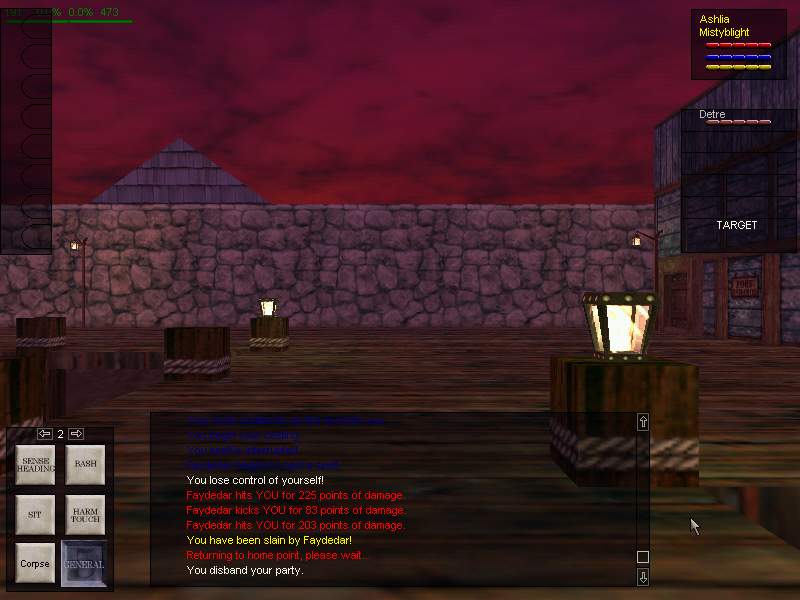 0.0% 473
Ashlia
Mistyblight
Detre
TARGET
2
SENSE HEADING
BASH
SIT
HARM TOUCH
Corpse
GENERAL
You lose control of yourself!
Faydedar hits YOU for 225 points of damage.
Faydedar kicks YOU for 83 points of damage.
Faydedar hits YOU for 203 points of damage.
You have been slain by Faydedar!
Returning to home point, please wait...
You disband your party.